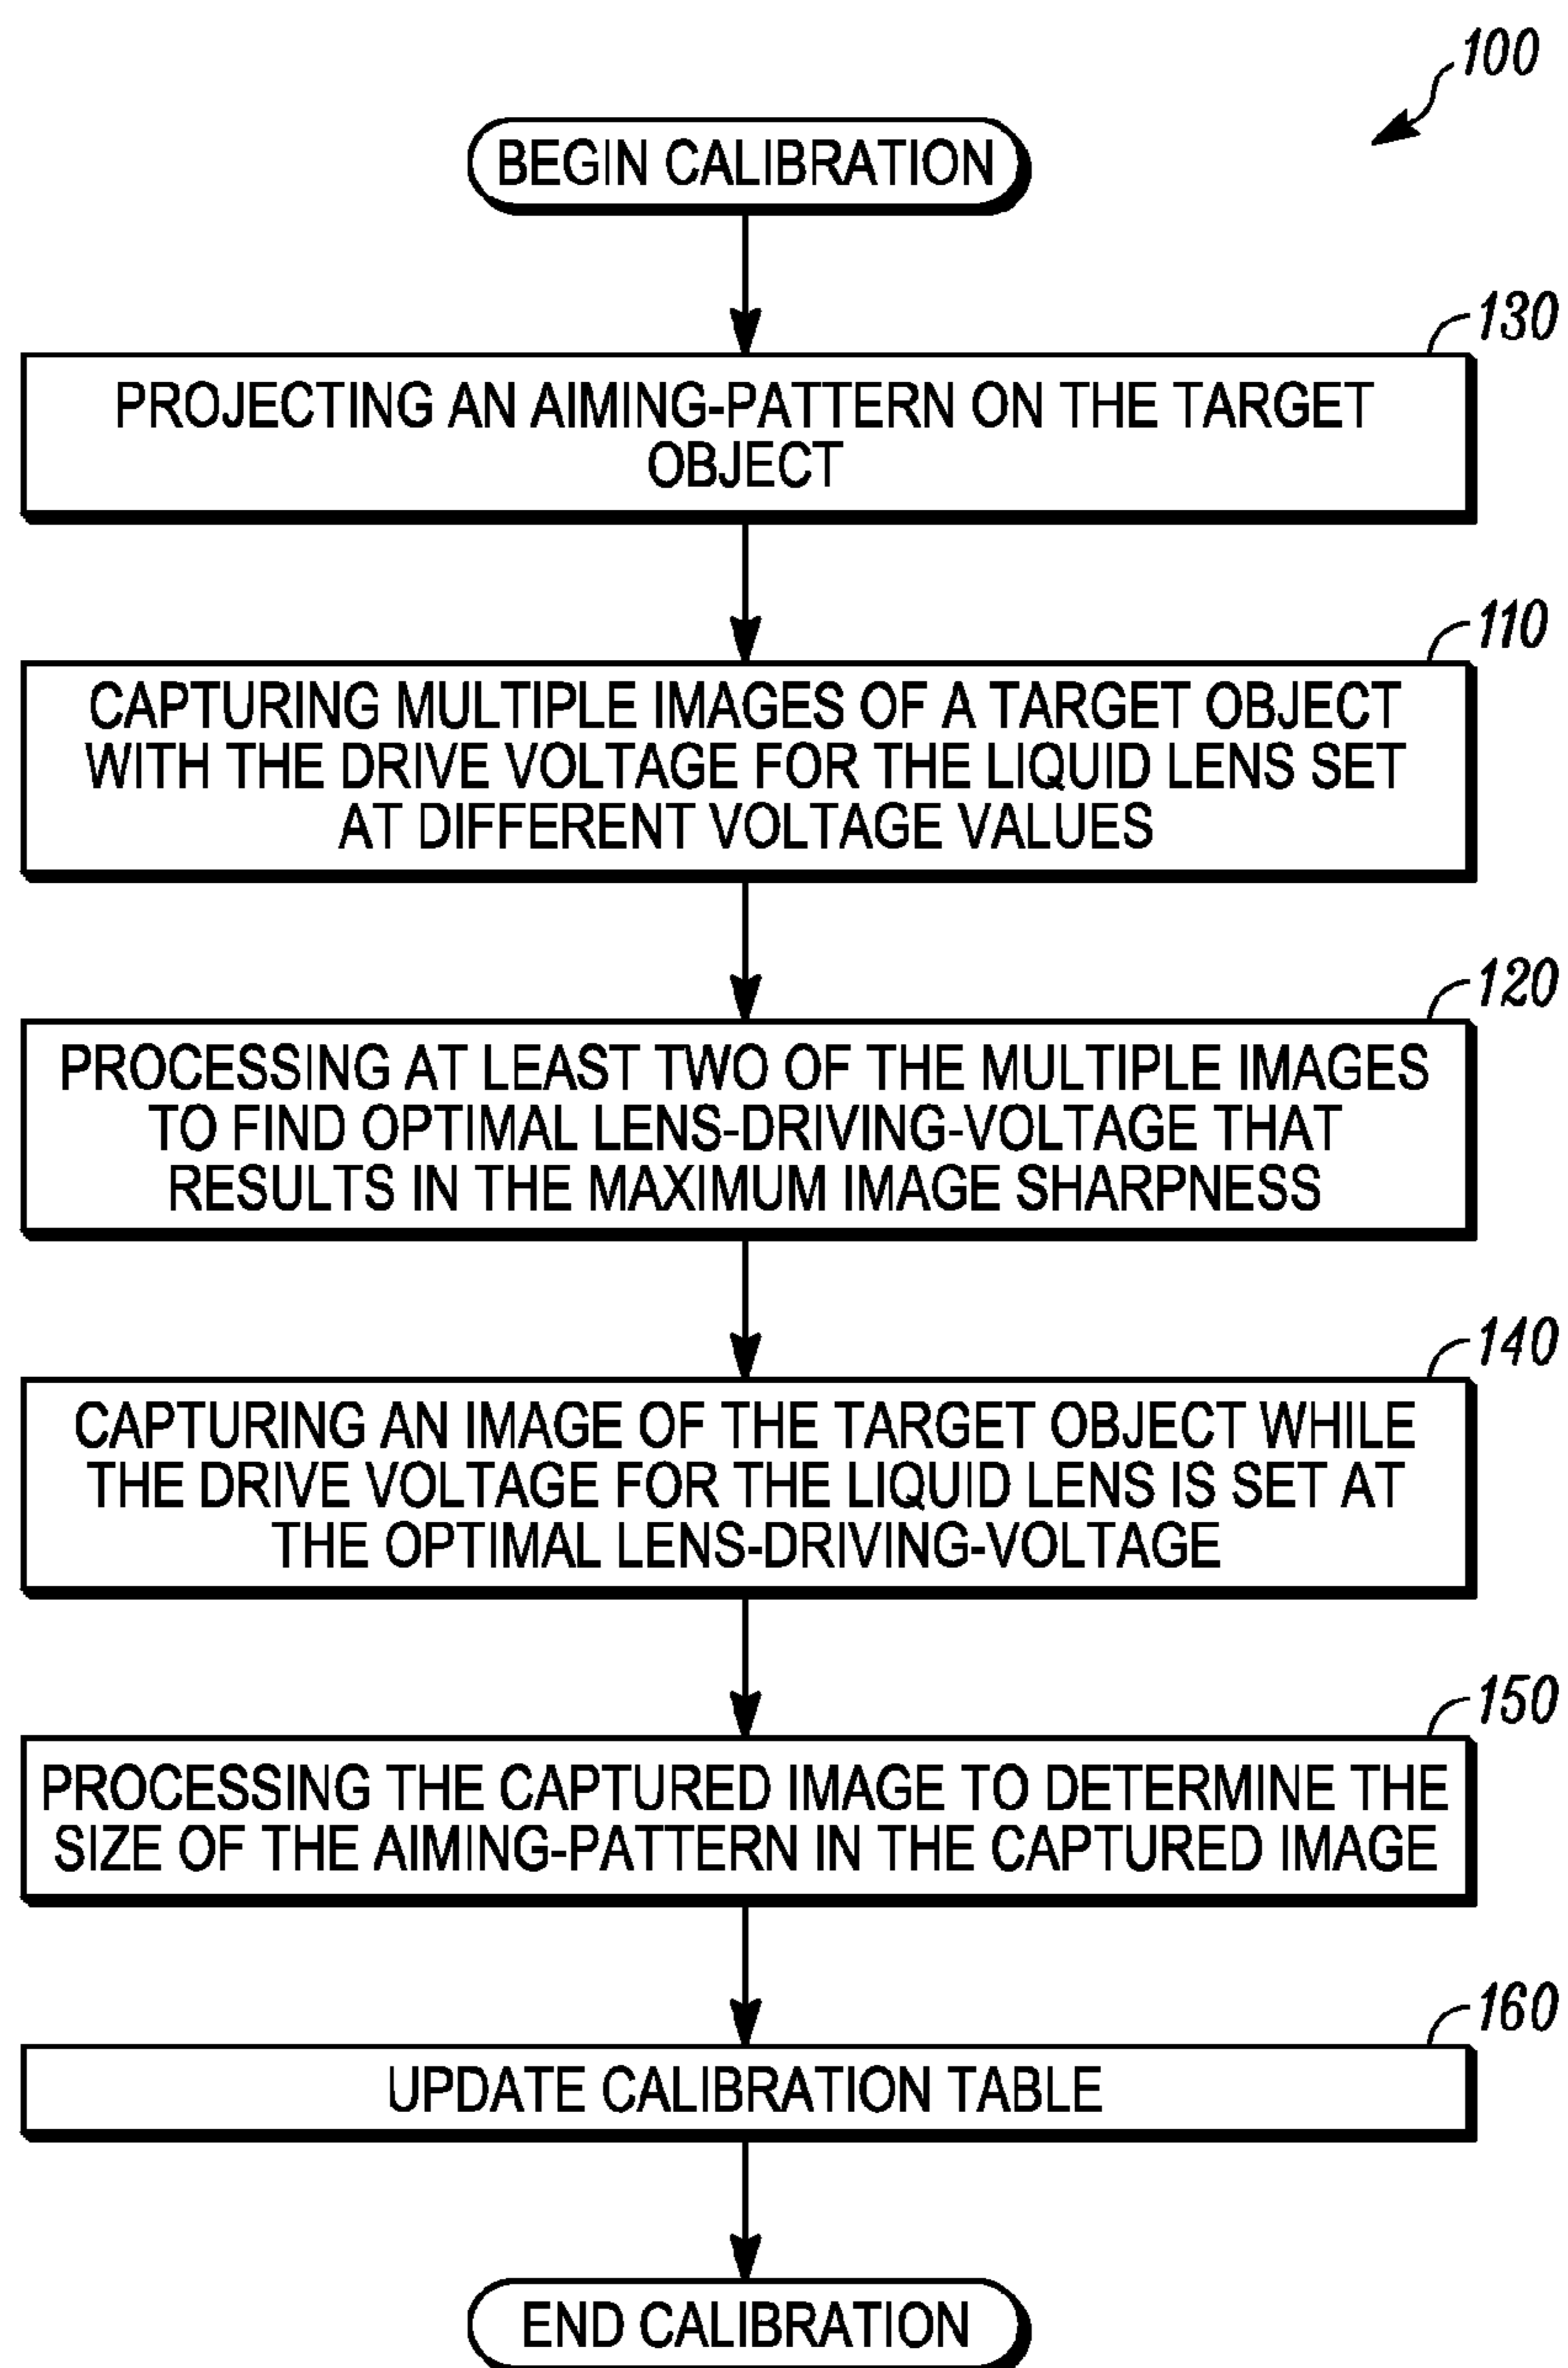 100
BEGIN CALIBRATION
130
PROJECTING AN AIMING-PATTERN ON THE TARGET
OBJECT
110
CAPTURING MULTIPLE IMAGES OF A TARGET OBJECT
WITH THE DRIVE VOLTAGE FOR THE LIQUID LENS SET
AT DIFFERENT VOLTAGE VALUES
120
PROCESSING AT LEAST TWO OF THE MULTIPLE IMAGES
TO FIND OPTIMAL LENS-DRIVING-VOLTAGE THAT
RESULTS IN THE MAXIMUM IMAGE SHARPNESS
140
CAPTURING AN IMAGE OF THE TARGET OBJECT WHILE
THE DRIVE VOLTAGE FOR THE LIQUID LENS IS SET AT
THE OPTIMAL LENS-DRIVING-VOLTAGE
150
PROCESSING THE CAPTURED IMAGE TO DETERMINE THE
SIZE OF THE AIMING-PATTERN IN THE CAPTURED IMAGE
160
UPDATE CALIBRATION TABLE
END CALIBRATION